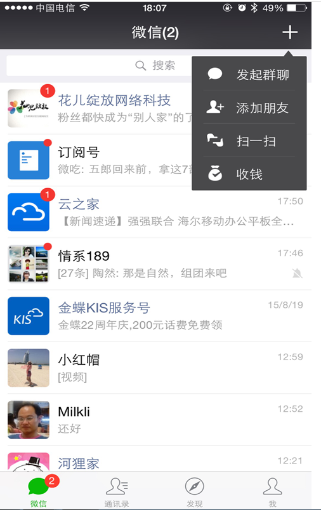 中国电信
18:07
49%
微信(2)
搜索
发起群聊
添加朋友
扫一扫
收钱
1
花儿绽放网络科技
粉丝都快成为"别人家"的了
订阅号
微吃: 五郎回来前，拿这7
1
云之家
17:50
【新闻速递】强强联合 海尔移动办公平板全...
情系189
17:46
[27条] 陶然: 那是自然，组团来吧
KIS
金蝶KIS服务号
15/8/19
金蝶22周年庆,200元话费免费领
小红帽
12:59
[视频]
Milkli
12:52
还好
河狸家
12:21
2
微信
通讯录
发现
我